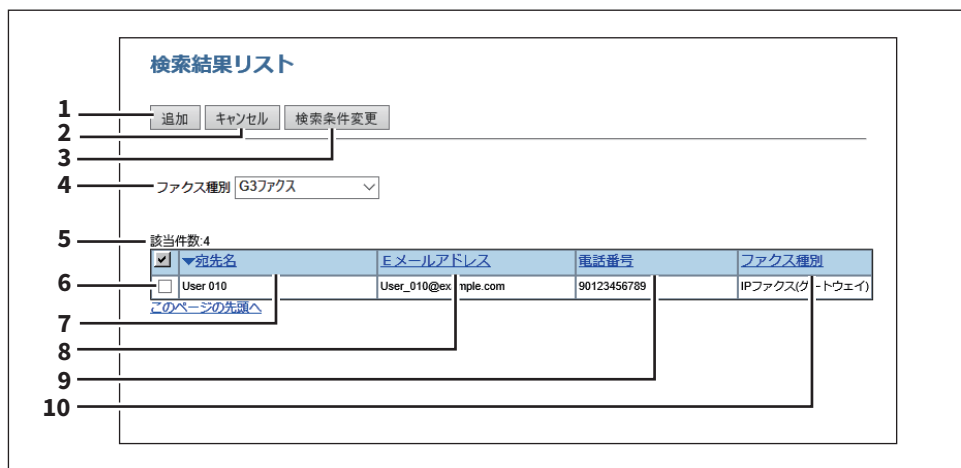 検索結果リスト
1
追加 キャンセル 検索条件変更
2
3
4
ファクス種別 G3ファクス
5
該当件数:4
▼宛先名 Eメールアドレス 電話番号 ファクス種別
6
User 010 User_010@ex mple.com 90123456789 IPファクス(ゲ ートウェイ)
このページの先頭へ
7
8
9
10